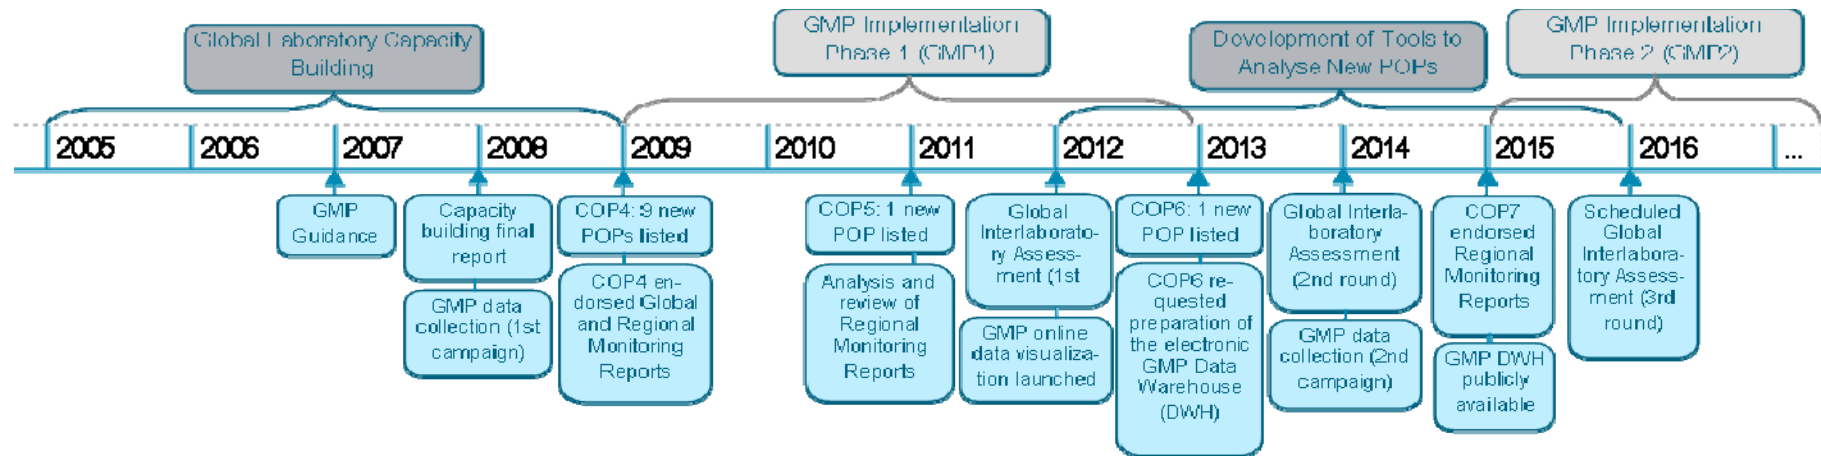 Global Laboratory Capacity
Building
GMP Implementation
Phase 1 (GMP1)
Development of Tools to
Analyse New POPs
GMP Implementation
Phase 2 (GMP2)
2005
2006
2007
2008
2009
2010
2011
2012
2013
2014
2015
2016
...
GMP
Guidance
Capacity
building final
report
GMP data
collection (1st
campaign)
COP4: 9 new
POPs listed
COP4 en-
dorsed Global
and Regional
Monitoring
Reports
COP5: 1 new
POP listed
Analysis and
review of
Regional
Monitoring
Reports
Global
Interlaborato-
ry Assess-
ment (1st
GMP online
data visualiza-
tion launched
COP6: 1 new
POP listed
COP6 re-
quested
preparation of
the electronic
GMP Data
Warehouse
(DWH)
Global Interla-
boratory
Assessment
(2nd round)
GMP data
collection (2nd
campaign)
COP7
endorsed
Regional
Monitoring
Reports
GMP DWH
publicly
available
Scheduled
Global
Interlabora-
tory Assess-
ment (3rd
round)